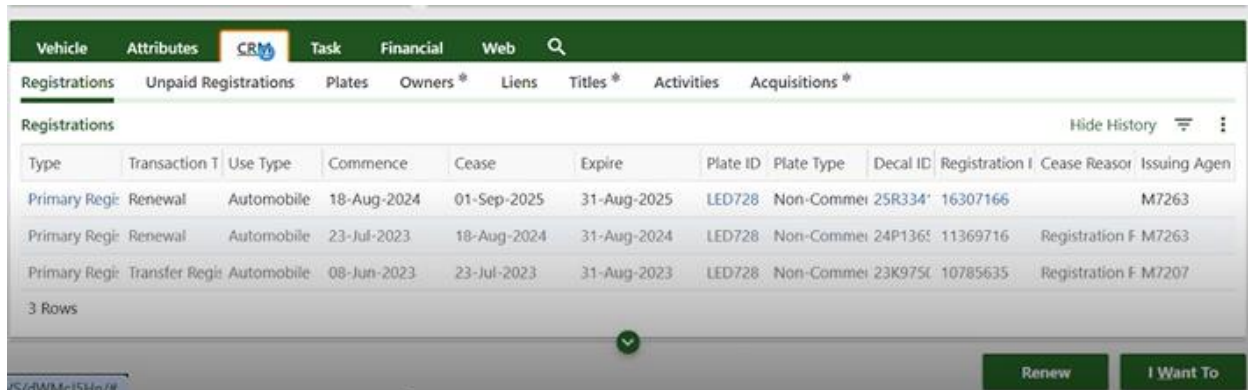 Vehicle Attributes CRM Task Financial Web
Registrations Unpaid Registrations Plates Owners * Liens Titles * Activities Acquisitions *
Registrations Hide History
Type Transaction T Use Type Commence Cease Expire Plate ID Plate Type Decal ID Registration I Cease Reason Issuing Agen
Primary Regi Renewal Automobile 18-Aug-2024 01-Sep-2025 31-Aug-2025 LED728 Non-Commer 25R334 16307166 M7263
Primary Regi Renewal Automobile 23-Jul-2023 18-Aug-2024 31-Aug-2024 LED728 Non-Commer 24P136 11369716 Registration F M7263
Primary Regi Transfer Regi Automobile 08-Jun-2023 23-Jul-2023 31-Aug-2023 LED728 Non-Commer 23K975 10785635 Registration F M7207
3 Rows
Renew I Want To